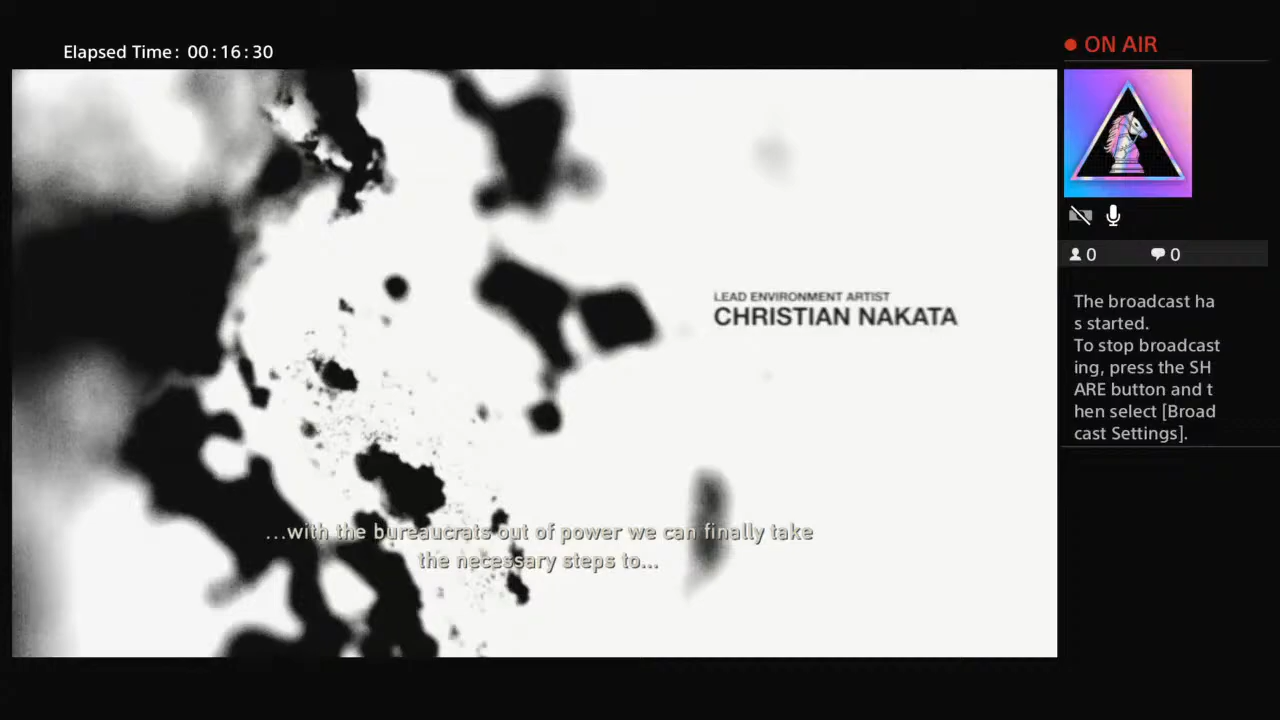 Elapsed Time: 00:16:30
ON AIR
LEAD ENVIRONMENT ARTIST
CHRISTIAN NAKATA
...with the bureaucrats out of power we can finally take
the necessary steps to...
0
0
The broadcast ha
s started.
To stop broadcast
ing, press the SH
ARE button and t
hen select [Broad
cast Settings].